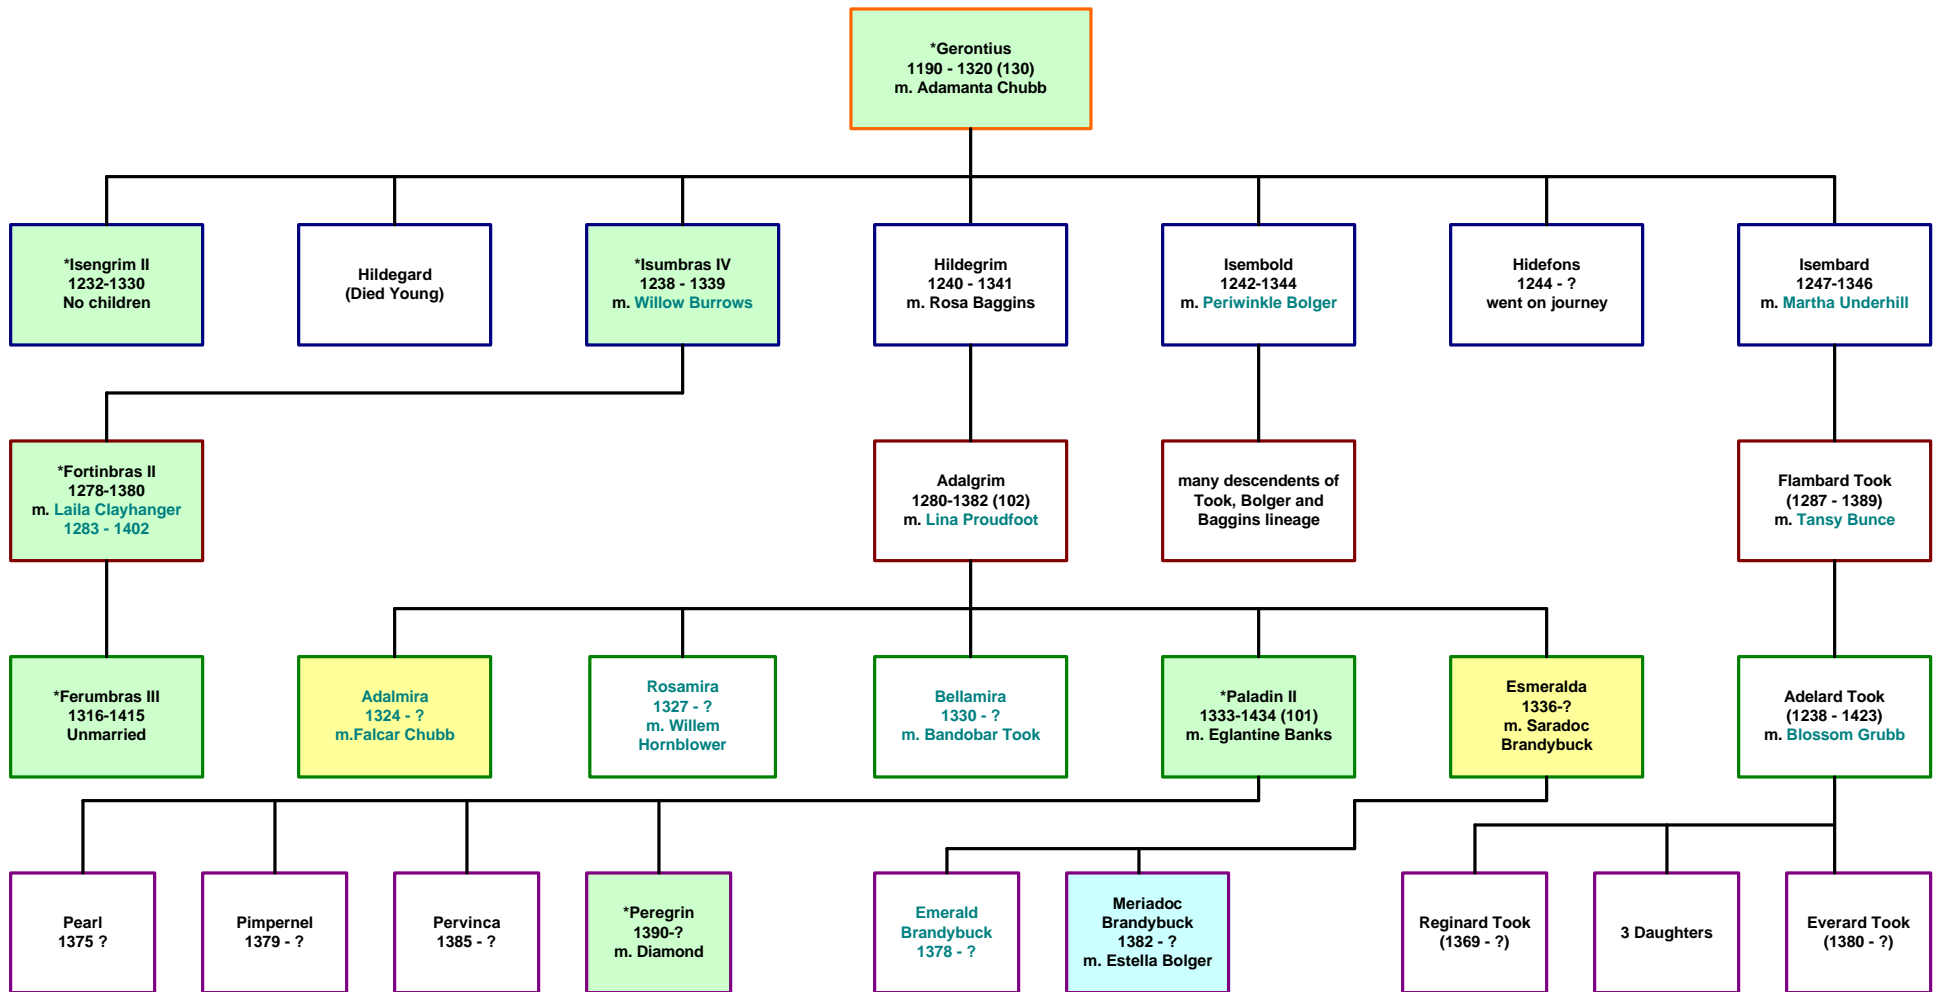 *Gerontius
1190 - 1320 (130)
m. Adamanta Chubb
*Isengrim II
1232-1330
No children
Hildegard
(Died Young)
*Isumbras IV
1238 - 1339
m. Willow Burrows
Hildegrim
1240 - 1341
m. Rosa Baggins
Isembold
1242-1344
m. Periwinkle Bolger
Hidefons
1244 - ?
went on journey
Isembard
1247-1346
m. Martha Underhill
*Fortinbras II
1278-1380
m. Laila Clayhanger
1283 - 1402
Adalgrim
1280-1382 (102)
m. Lina Proudfoot
many descendents of
Took, Bolger and
Baggins lineage
Flambard Took
(1287 - 1389)
m. Tansy Bunce
*Ferumbras III
1316-1415
Unmarried
Adalmira
1324 - ?
m.Falcar Chubb
Rosamira
1327 - ?
m. Willem
Hornblower
Bellamira
1330 - ?
m. Bandobar Took
*Paladin II
1333-1434 (101)
m. Eglantine Banks
Esmeralda
1336-?
m. Saradoc
Brandybuck
Adelard Took
(1238 - 1423)
m. Blossom Grubb
Pearl
1375 ?
Pimpernel
1379 - ?
Pervinca
1385 - ?
*Peregrin
1390-?
m. Diamond
Emerald
Brandybuck
1378 - ?
Meriadoc
Brandybuck
1382 - ?
m. Estella Bolger
Reginard Took
(1369 - ?)
3 Daughters
Everard Took
(1380 - ?)